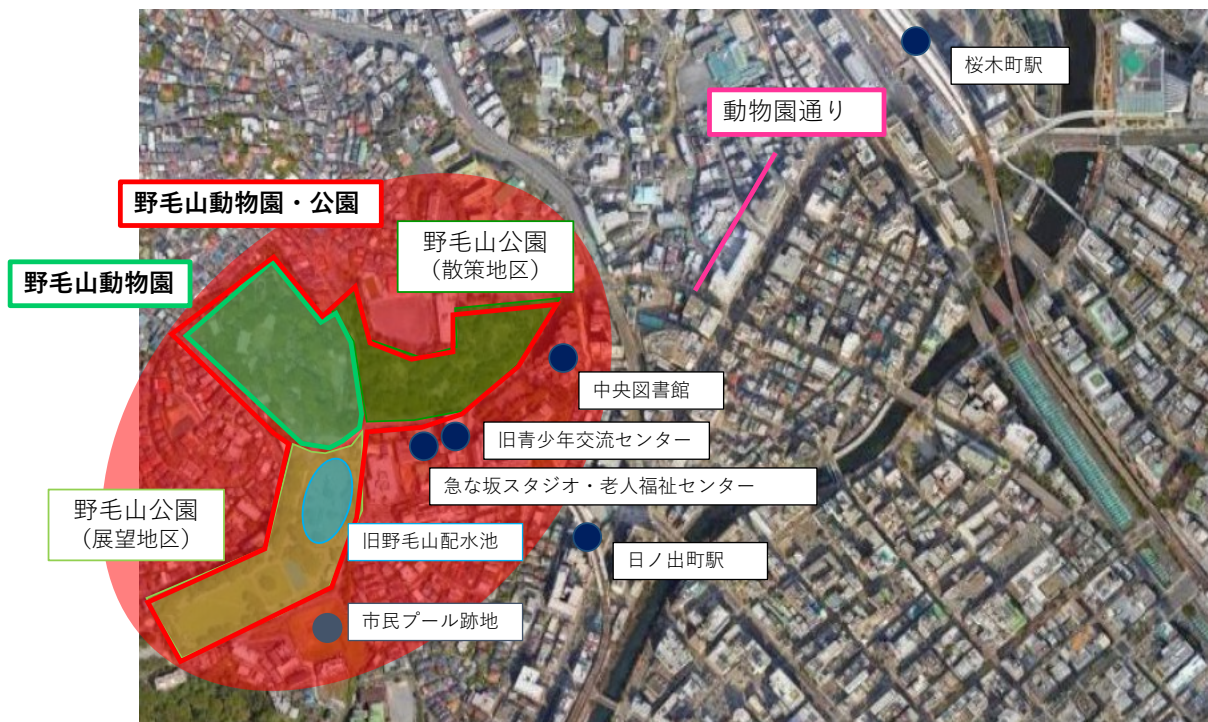 桜木町駅
動物園通り
野毛山動物園・公園
野毛山公園
（散策地区）
野毛山動物園
中央図書館
旧青少年交流センター
急な坂スタジオ・老人福祉センター
野毛山公園
（展望地区）
旧野毛山配水池
日ノ出町駅
市民プール跡地